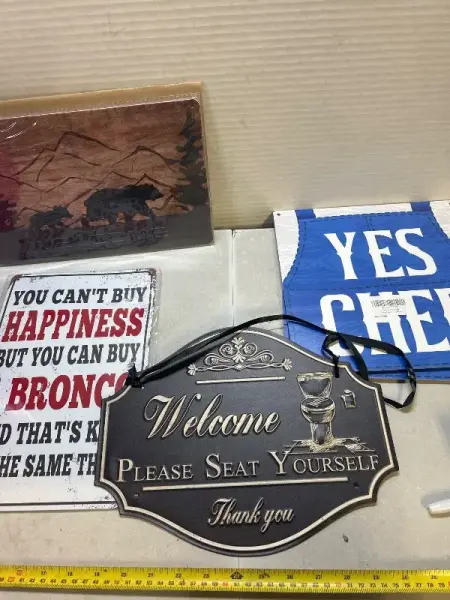 YES
CHE
YOU CAN'T BUY
HAPPINESS
BUT YOU CAN BUY
BRONC
D THAT'S K
HE SAME TH
Welcome
PLEASE SEAT YOURSELF
Thank you